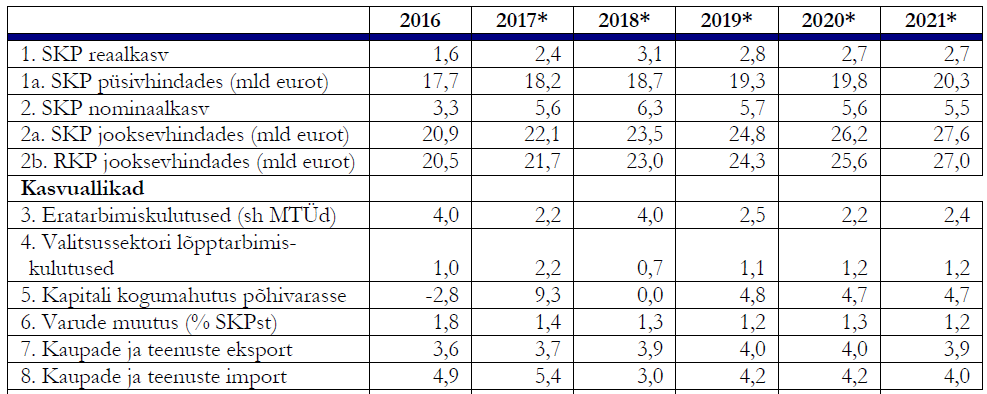 2016 2017* 2018* 2019* 2020* 2021*
1. SKP reaalkasv 1,6 2,4 3,1 2,8 2,7 2,7
1a. SKP püsivhindades (mld eurot) 17,7 18,2 18,7 19,3 19,8 20,3
2. SKP nominaalkasv 3,3 5,6 6,3 5,7 5,6 5,5
2a. SKP jooksevhindades (mld eurot) 20,9 22,1 23,5 24,8 26,2 27,6
2b. RKP jooksevhindades (mld eurot) 20,5 21,7 23,0 24,3 25,6 27,0
Kasvuallikad
3. Eratarbimiskulutused (sh MTÜd) 4,0 2,2 4,0 2,5 2,2 2,4
4. Valitsussektori lõpptarbimis-
kulutused 1,0 2,2 0,7 1,1 1,2 1,2
5. Kapitali kogumahutus põhivarasse -2,8 9,3 0,0 4,8 4,7 4,7
6. Varude muutus (% SKPst) 1,8 1,4 1,3 1,2 1,3 1,2
7. Kaupade ja teenuste eksport 3,6 3,7 3,9 4,0 4,0 3,9
8. Kaupade ja teenuste import 4,9 5,4 3,0 4,2 4,2 4,0